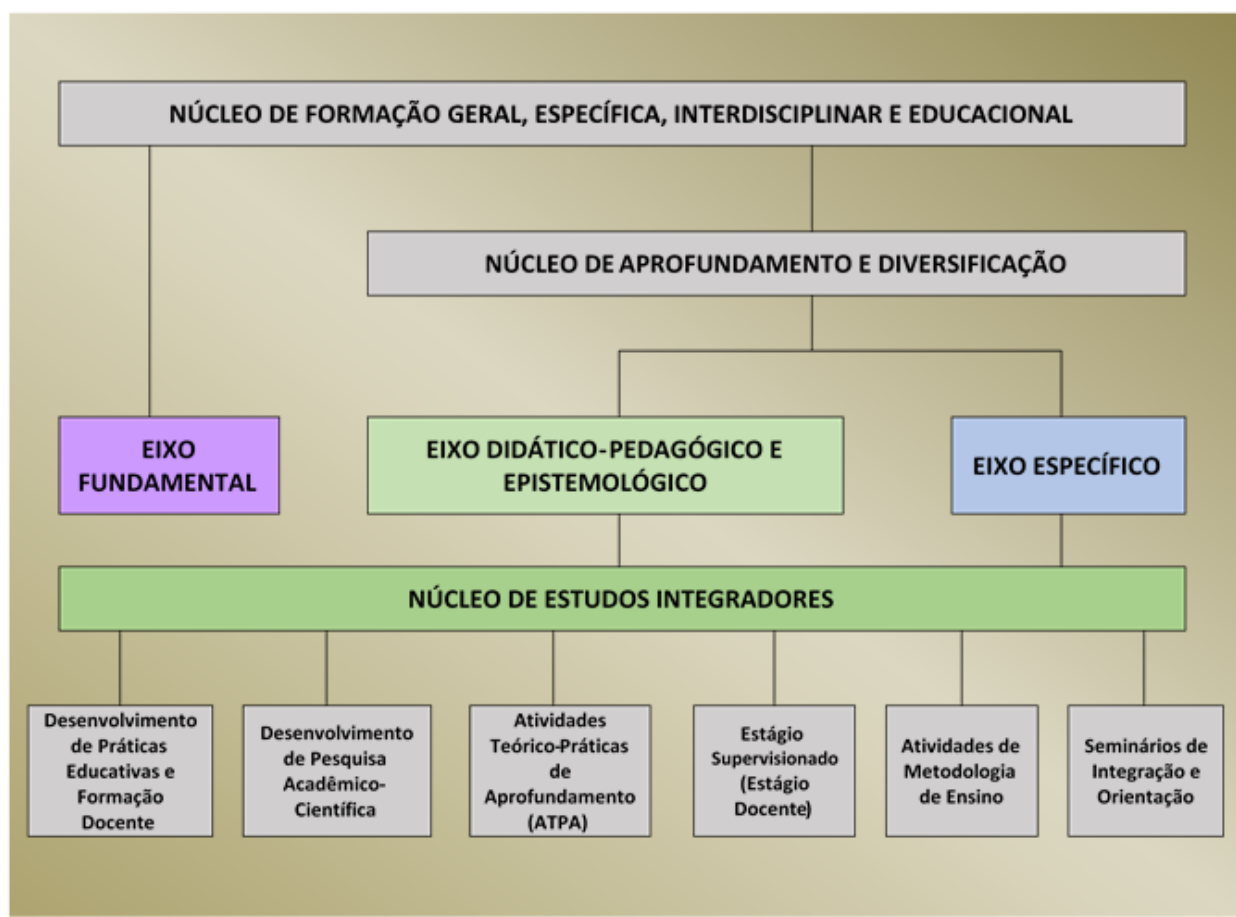 NÚCLEO DE FORMAÇÃO GERAL, ESPECÍFICA, INTERDISCIPLINAR E EDUCACIONAL
NÚCLEO DE APROFUNDAMENTO E DIVERSIFICAÇÃO
EIXO
FUNDAMENTAL
EIXO DIDÁTICO-PEDAGÓGICO E
EPISTEMOLÓGICO
EIXO ESPECÍFICO
NÚCLEO DE ESTUDOS INTEGRADORES
Desenvolvimento
de Práticas
Educativas e
Formação
Docente
Desenvolvimento
de Pesquisa
Acadêmico-
Científica
Atividades
Teórico-Práticas
de
Aprofundamento
(ATPA)
Estágio
Supervisionado
(Estágio
Docente)
Atividades de
Metodologia
de Ensino
Seminários de
Integração e
Orientação